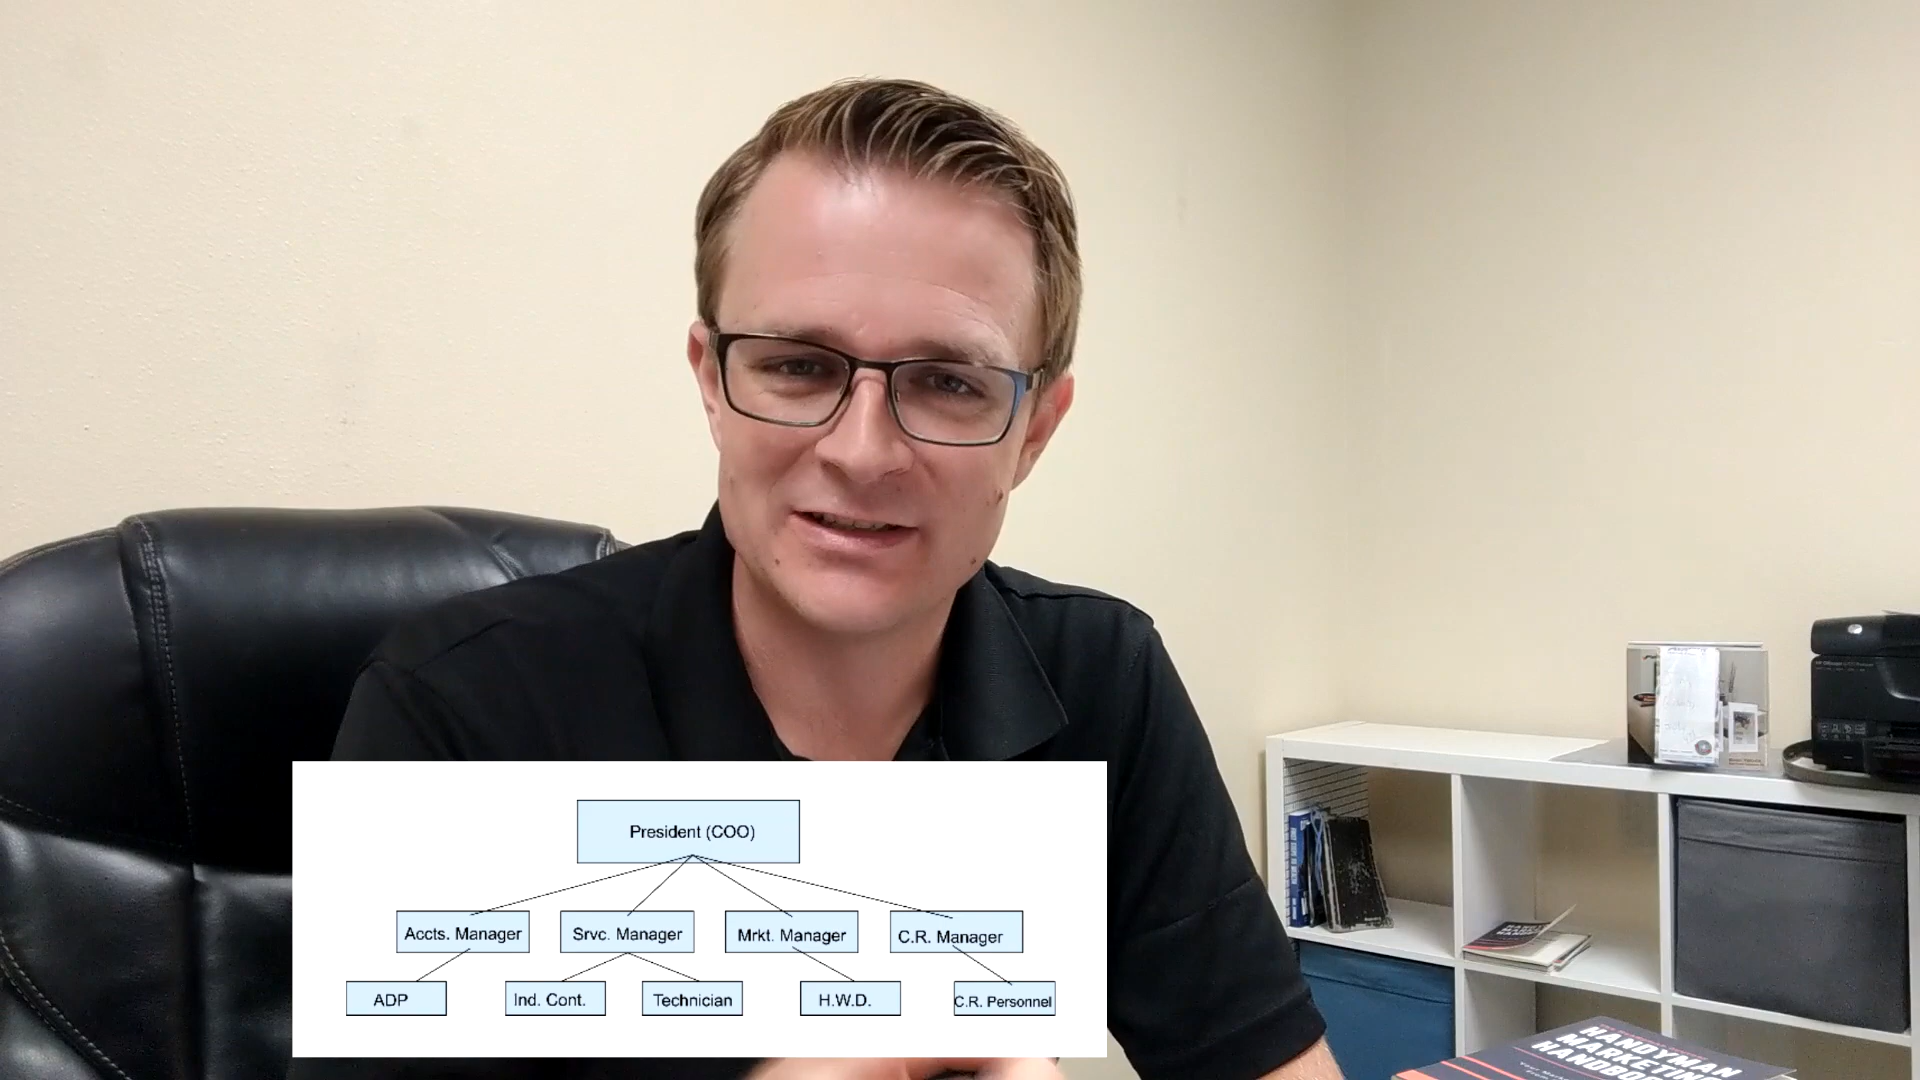 President (COO)
Accts. Manager
Srvc. Manager
Mrkt. Manager
C.R. Manager
ADP
Ind. Cont.
Technician
H.W.D.
C.R. Personnel
HANDYMAN
MARKETING